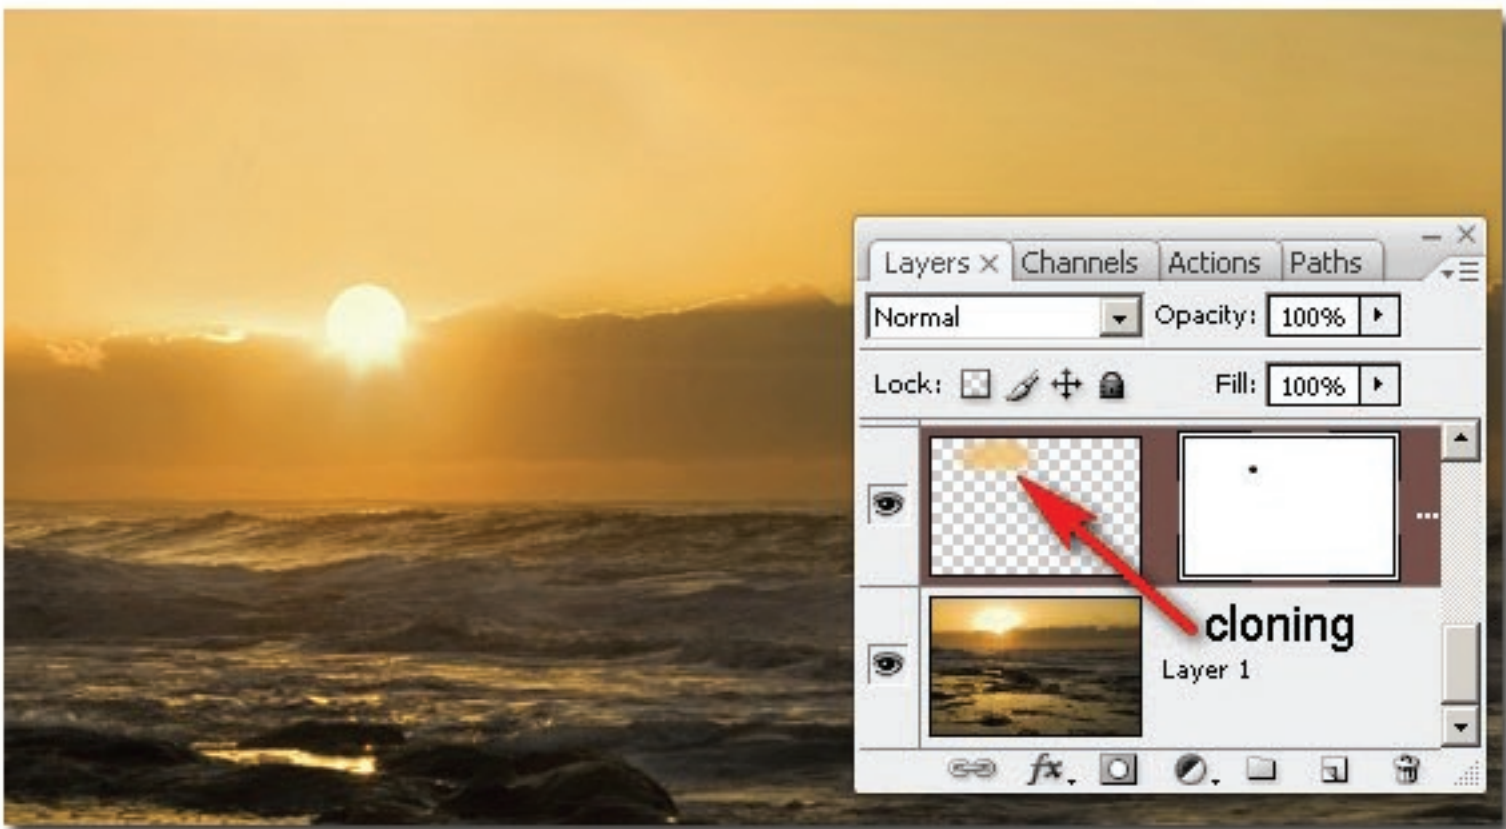 Layers × Channels Actions Paths
Normal Opacity: 100%
Lock: Fill: 100%
...
cloning
Layer 1
fx.